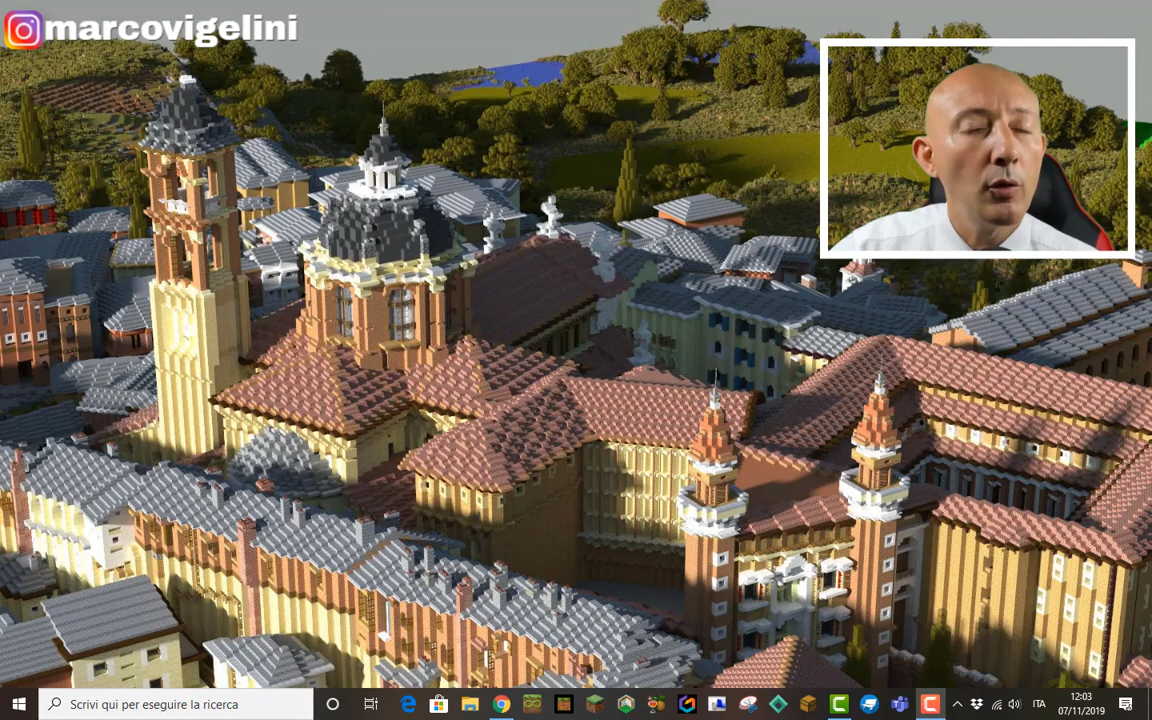 marcovigelini
Scrivi qui per eseguire la ricerca
ITA
12:03
07/11/2019